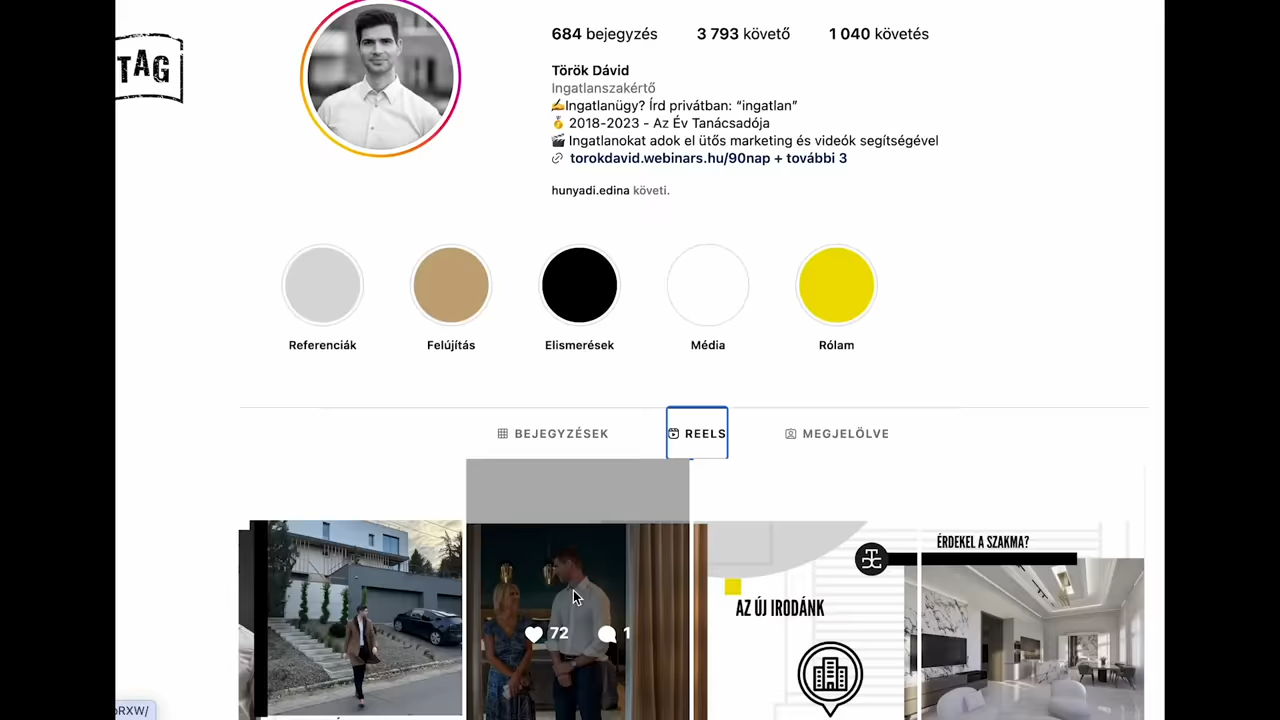 TAG
684 bejegyzés 3 793 követő 1 040 követés
Török Dávid
Ingatlanszakértő
✍️Ingatlanügy? Írd privátban: “ingatlan”
🥇 2018-2023 - Az Év Tanácsadója
🎬 Ingatlanokat adok el ütős marketing és videók segítségével
torokdavid.webinars.hu/90nap + további 3
hunyadi.edina követi.
Referenciák Felújítás Elismerések Média Rólam
BEJEGYZÉSEK REELS MEGJELÖLVE
ÉRDEKEL A SZAKMA?
AZ ÚJ IRODÁNK
72 1
RXW/